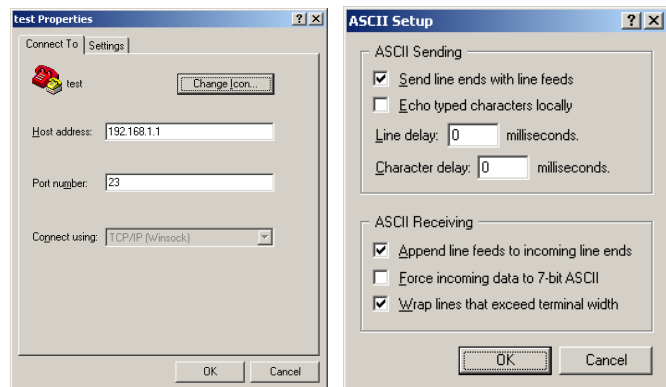 test Properties
Connect To
Settings
test
Change Icon...
Host address:
192.168.1.1
Port number:
23
Connect using:
TCP/IP (Winsock)
OK
Cancel
ASCII Setup
ASCII Sending
Send line ends with line feeds
Echo typed characters locally
Line delay: 0 milliseconds.
Character delay: 0 milliseconds.
ASCII Receiving
Append line feeds to incoming line ends
Force incoming data to 7-bit ASCII
Wrap lines that exceed terminal width
OK
Cancel